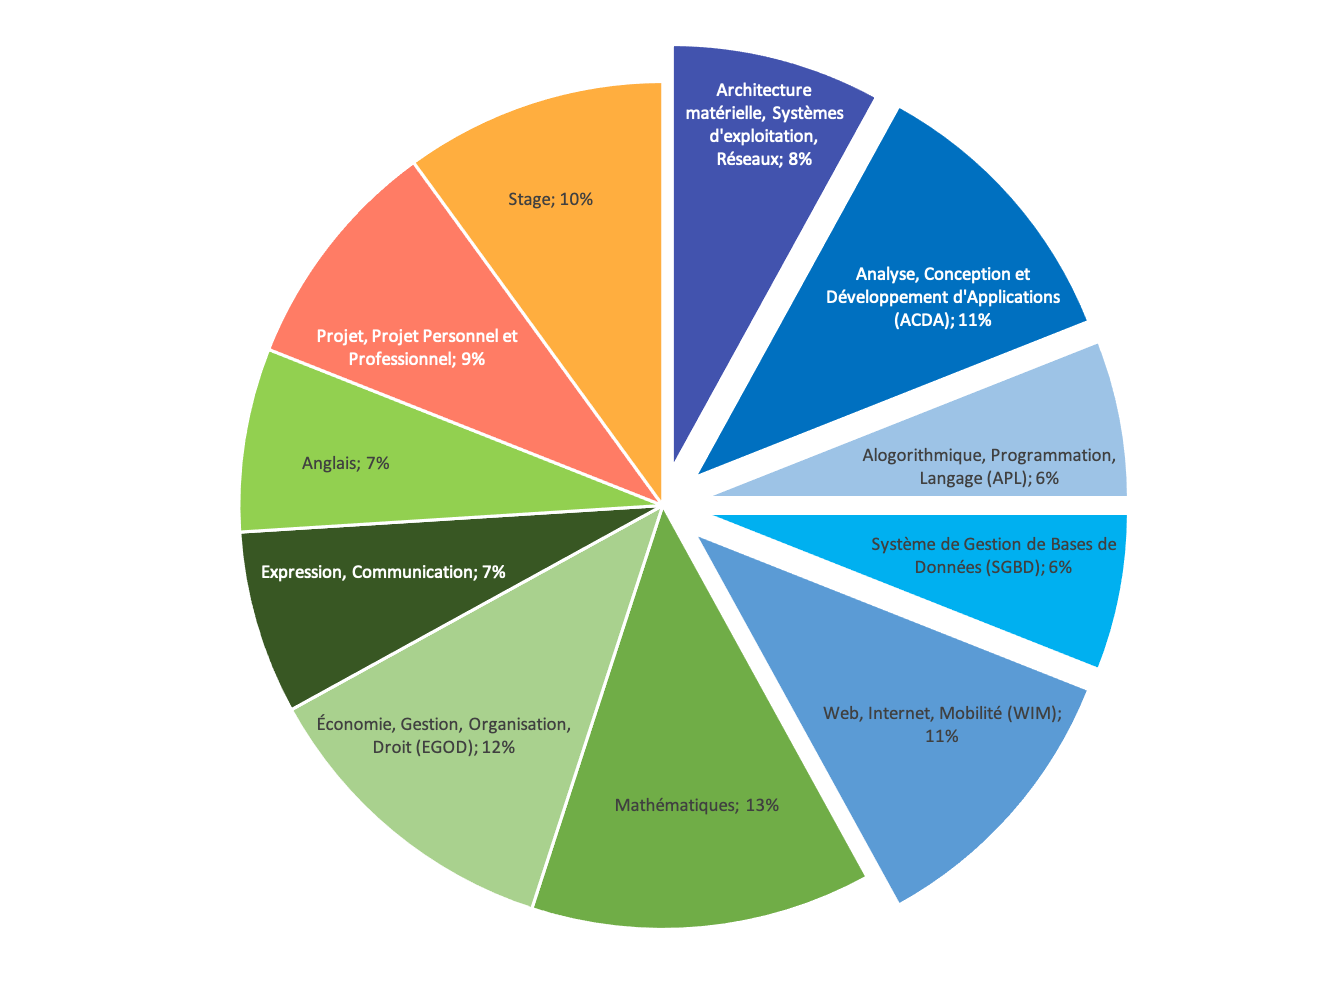 Architecture
matérielle, Systèmes
d'exploitation,
Réseaux; 8%
Analyse, Conception et
Développement d'Applications
(ACDA); 11%
Alogorithmique, Programmation,
Langage (APL); 6%
Système de Gestion de Bases de
Données (SGBD); 6%
Web, Internet, Mobilité (WIM);
11%
Mathématiques; 13%
Économie, Gestion, Organisation,
Droit (EGOD); 12%
Expression, Communication; 7%
Anglais; 7%
Projet, Projet Personnel et
Professionnel; 9%
Stage; 10%